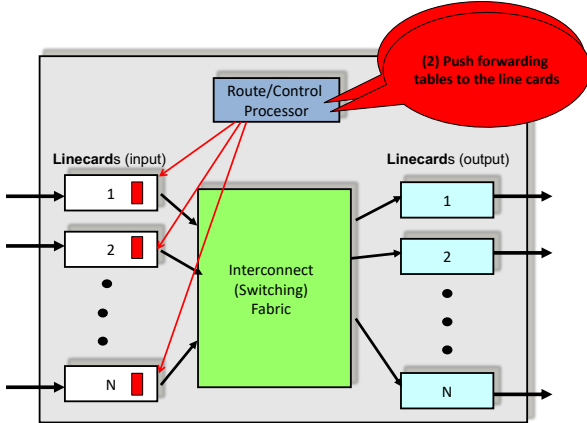 (2) Push forwarding
tables to the line cards
Route/Control
Processor
Linecards (input)
Linecards (output)
1
1
2
2
Interconnect
(Switching)
Fabric
N
N